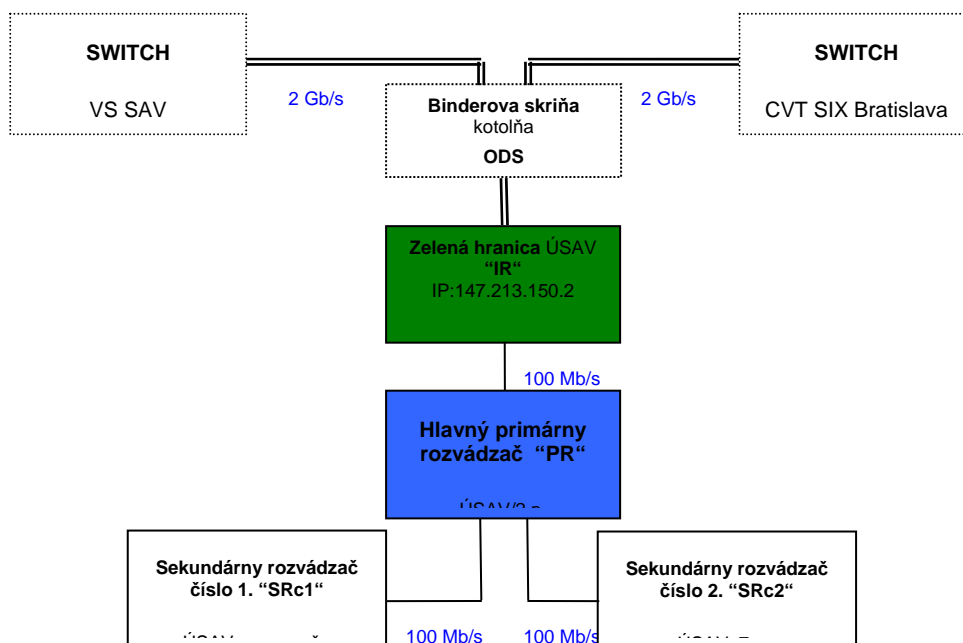 SWITCH
VS SAV
2 Gb/s
Binderova skriňa
kotolňa
ODS
2 Gb/s
SWITCH
CVT SIX Bratislava
Zelená hranica ÚSAV
“IR“
IP:147.213.150.2
100 Mb/s
Hlavný primárny
rozvádzač “PR“
Sekundárny rozvádzač
číslo 1. “SRc1“
ÚSAV
100 Mb/s
100 Mb/s
Sekundárny rozvádzač
číslo 2. “SRc2“
ÚSAV